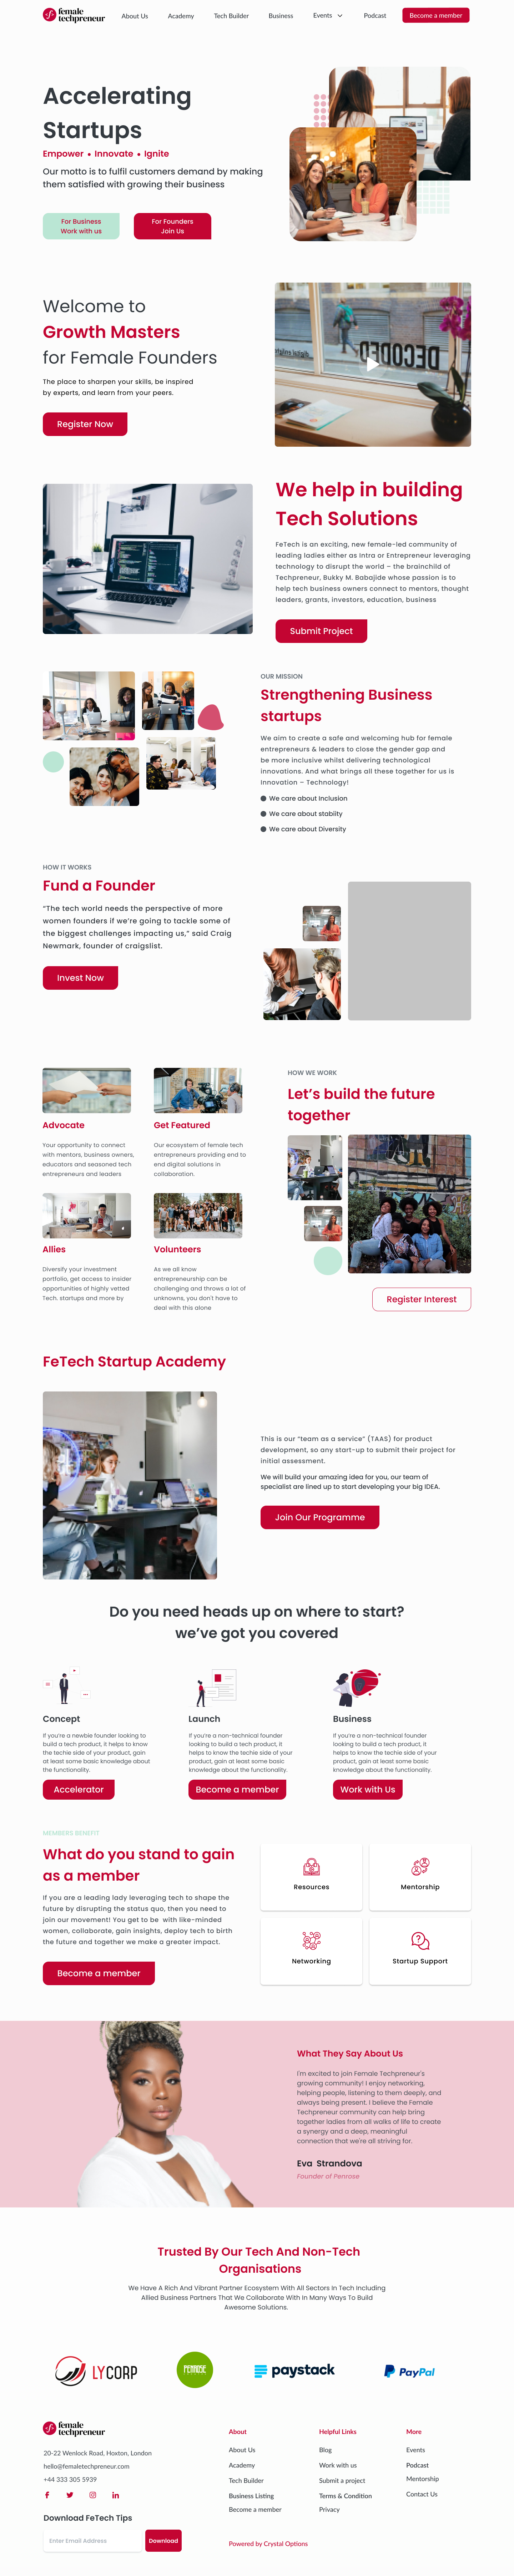 female
techpreneur
About Us
Academy
Tech Builder
Business
Events
Podcast
Become a member
Accelerating
Startups
Empower • Innovate • Ignite
Our motto is to fulfil customers demand by making
them satisfied with growing their business
For Business
Work with us
For Founders
Join Us
Welcome to
Growth Masters
for Female Founders
The place to sharpen your skills, be inspired
by experts, and learn from your peers.
Register Now
DECODED
We help in building
Tech Solutions
FeTech is an exciting, new female-led community of
leading ladies either as Intra or Entrepreneur leveraging
technology to disrupt the world – the brainchild of
Techpreneur, Bukky M. Babajide whose passion is to
help tech business owners connect to mentors, thought
leaders, grants, investors, education, business
Submit Project
OUR MISSION
Strengthening Business
startups
We aim to create a safe and welcoming hub for female
entrepreneurs & leaders to close the gender gap and
be more inclusive whilst delivering technological
innovations. And what brings all these together for us is
Innovation – Technology!
We care about Inclusion
We care about stabiity
We care about Diversity
HOW IT WORKS
Fund a Founder
“The tech world needs the perspective of more
women founders if we’re going to tackle some of
the biggest challenges impacting us,” said Craig
Newmark, founder of craigslist.
Invest Now
Advocate
Your opportunity to connect
with mentors, business owners,
educators and seasoned tech
entrepreneurs and leaders
Get Featured
Our ecosystem of female tech
entrepreneurs providing end to
end digital solutions in
collaboration.
Allies
Diversify your investment
portfolio, get access to insider
opportunities of highly vetted
Tech. startups and more by
Volunteers
As we all know
entrepreneurship can be
challenging and throws a lot of
unknowns, you don’t have to
deal with this alone
HOW WE WORK
Let’s build the future
together
Register Interest
FeTech Startup Academy
This is our “team as a service” (TAAS) for product
development, so any start-up to submit their project for
initial assessment.
We will build your amazing idea for you, our team of
specialist are lined up to start developing your big IDEA.
Join Our Programme
Do you need heads up on where to start?
we’ve got you covered
Concept
If you’re a newbie founder looking to
build a tech product, it helps to know
the techie side of your product, gain
at least some basic knowledge about
the functionality.
Accelerator
Launch
If you’re a non-technical founder
looking to build a tech product, it
helps to know the techie side of your
product, gain at least some basic
knowledge about the functionality.
Become a member
Business
If you’re a non-technical founder
looking to build a tech product, it
helps to know the techie side of your
product, gain at least some basic
knowledge about the functionality.
Work with Us
MEMBERS BENEFIT
What do you stand to gain
as a member
If you are a leading lady leveraging tech to shape the
future by disrupting the status quo, then you need to
join our movement! You get to be with like-minded
women, collaborate, gain insights, deploy tech to birth
the future and together we make a greater impact.
Become a member
Resources
Mentorship
Networking
Startup Support
What They Say About Us
I'm excited to join Female Techpreneur's
growing community! I enjoy networking,
helping people, listening to them deeply, and
always being present. I believe the Female
Techpreneur community can help bring
together ladies from all walks of life to create
a synergy and a deep, meaningful
connection that we're all striving for.
Eva Strandova
Founder of Penrose
Trusted By Our Tech And Non-Tech
Organisations
We Have A Rich And Vibrant Partner Ecosystem With All Sectors In Tech Including
Allied Business Partners That We Collaborate With In Many Ways To Build
Awesome Solutions.
LYCORP
PENROSE
paystack
PayPal
female
techpreneur
20-22 Wenlock Road, Hoxton, London
hello@femaletechpreneur.com
+44 333 305 5939
Download FeTech Tips
Enter Email Address
Download
About
About Us
Academy
Tech Builder
Business Listing
Become a member
Helpful Links
Blog
Work with us
Submit a project
Terms & Condition
Privacy
More
Events
Podcast
Mentorship
Contact Us
Powered by Crystal Options